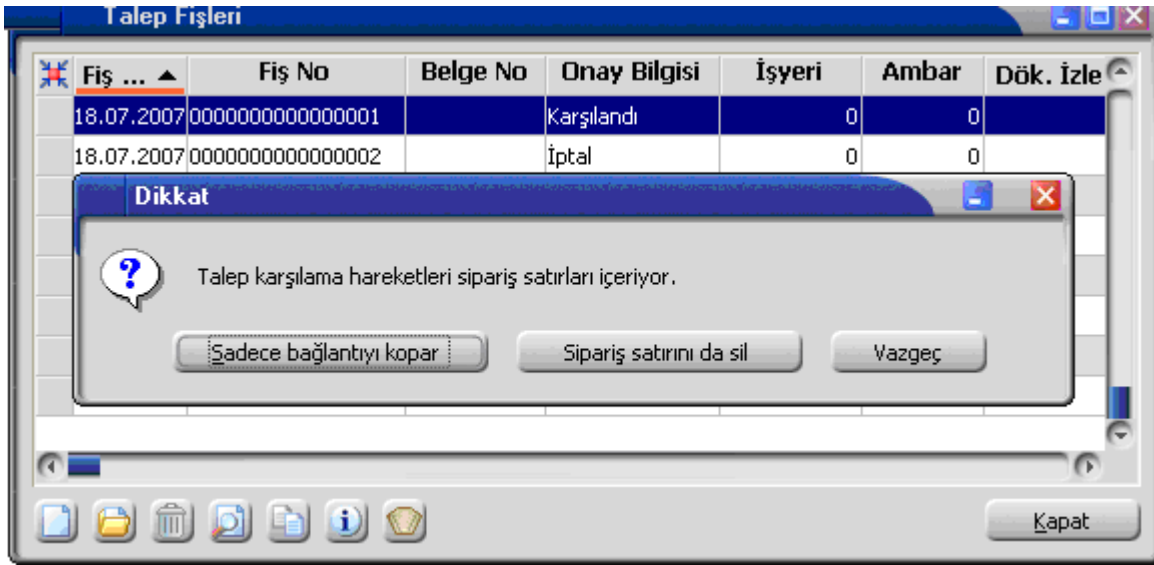 Talep Fişleri
Fiş ... Fiş No Belge No Onay Bilgisi İşyeri Ambar Dök. İzle
18.07.2007 0000000000000001 Karşılandı 0 0
18.07.2007 0000000000000002 İptal 0 0
Dikkat
Talep karşılama hareketleri sipariş satırları içeriyor.
Sadece bağlantıyı kopar Sipariş satırını da sil Vazgeç
Kapat